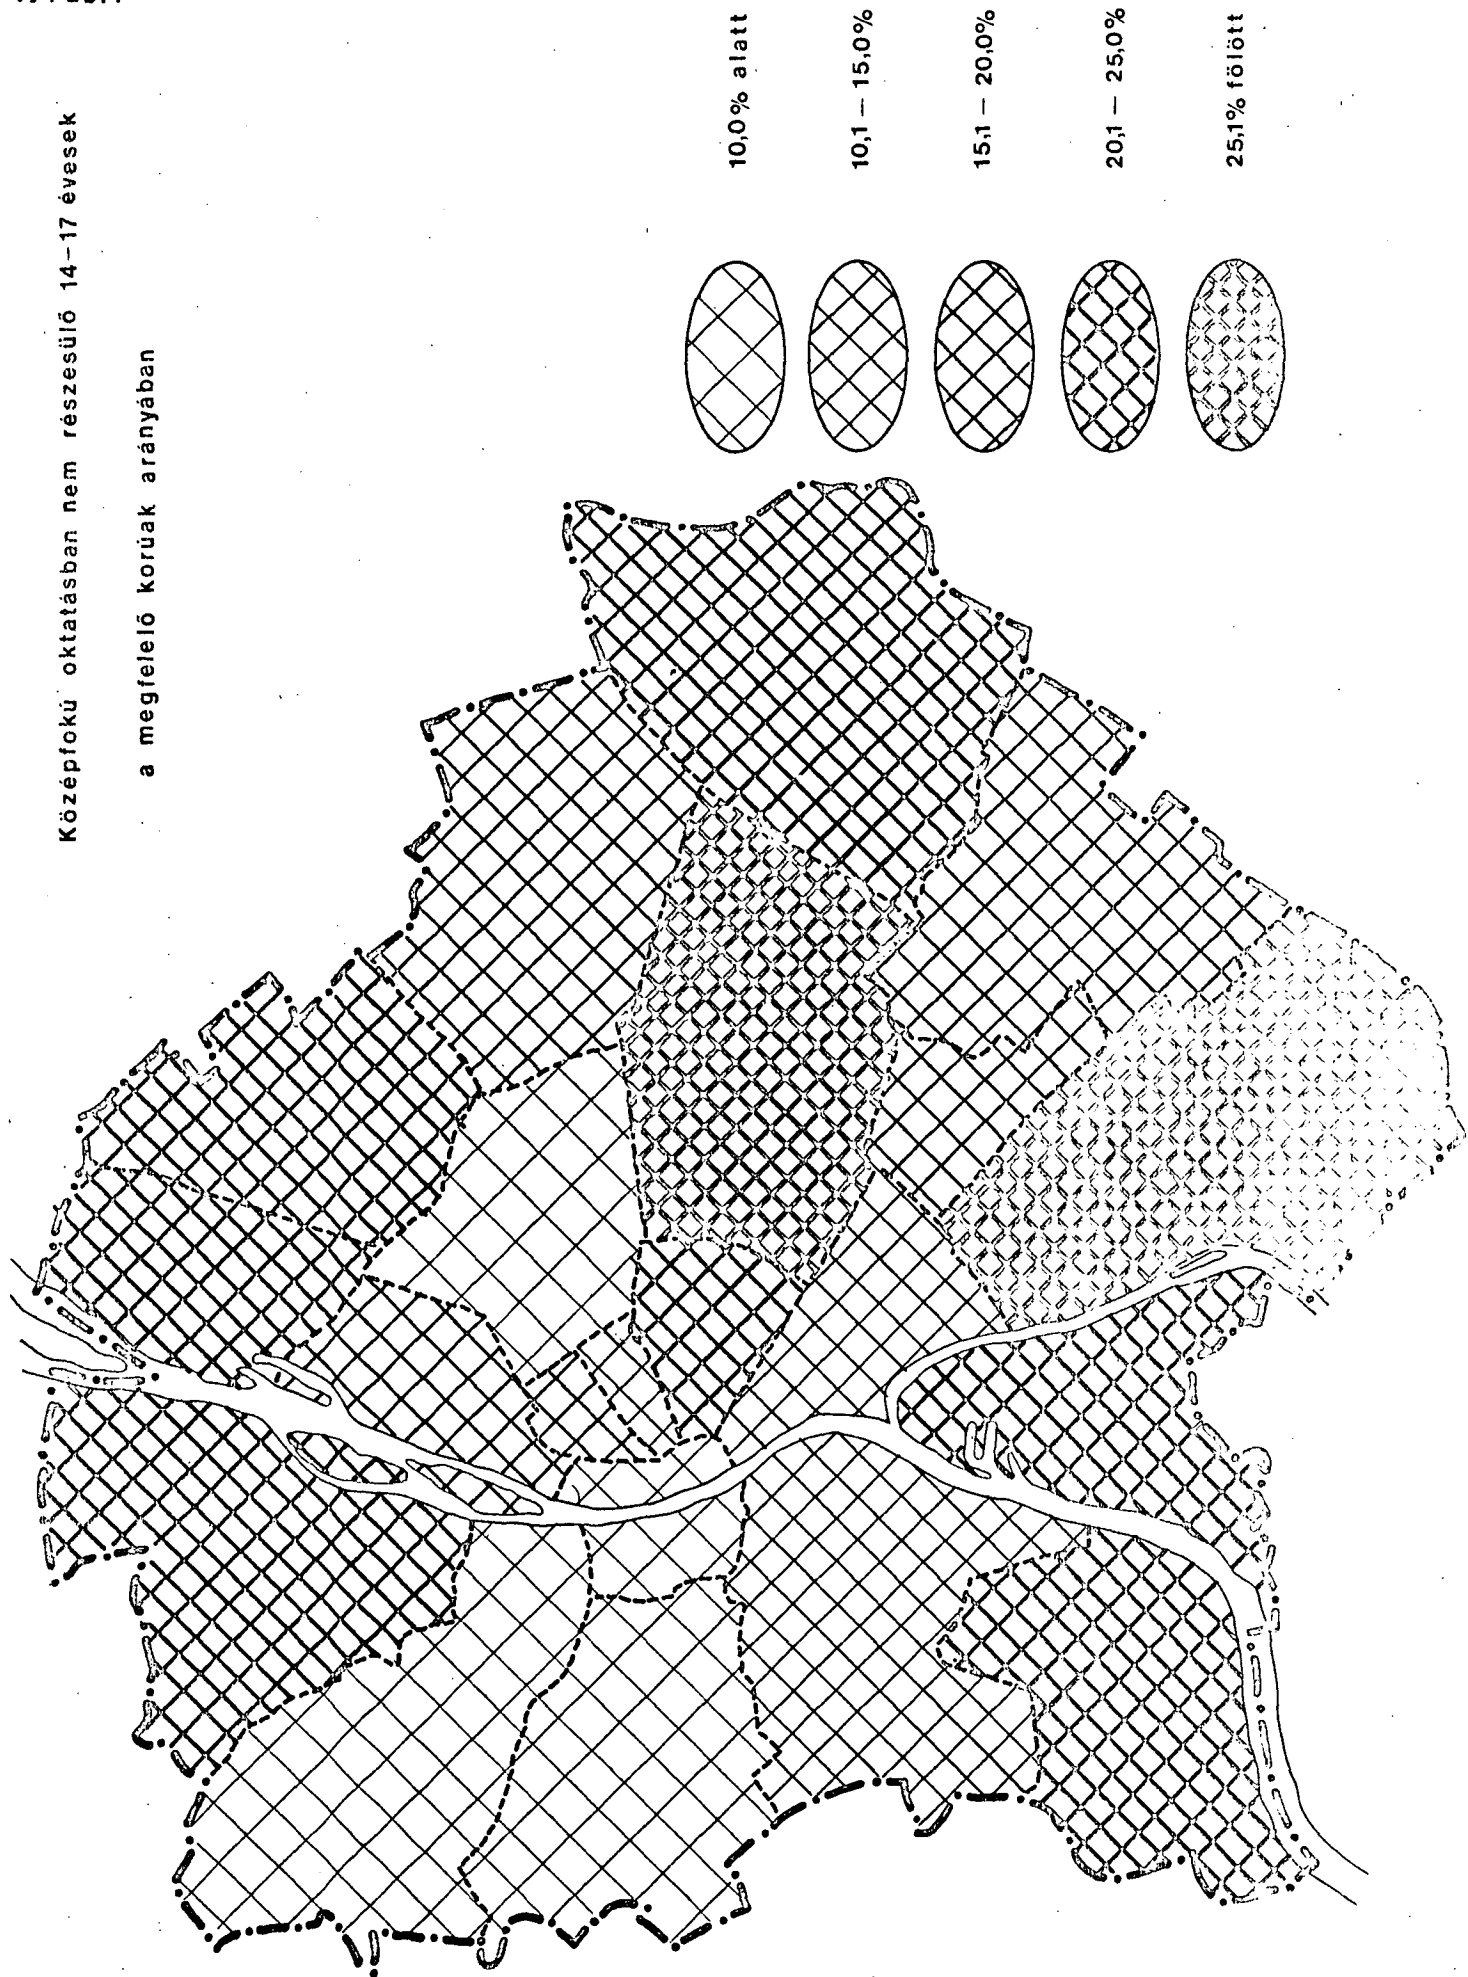 Középfokú oktatásban nem részesülő 14-17 évesek
a megfelelő korúak arányában
10,0% alatt
10,1 – 15,0%
15,1 – 20,0%
20,1 – 25,0%
25,1% fölött